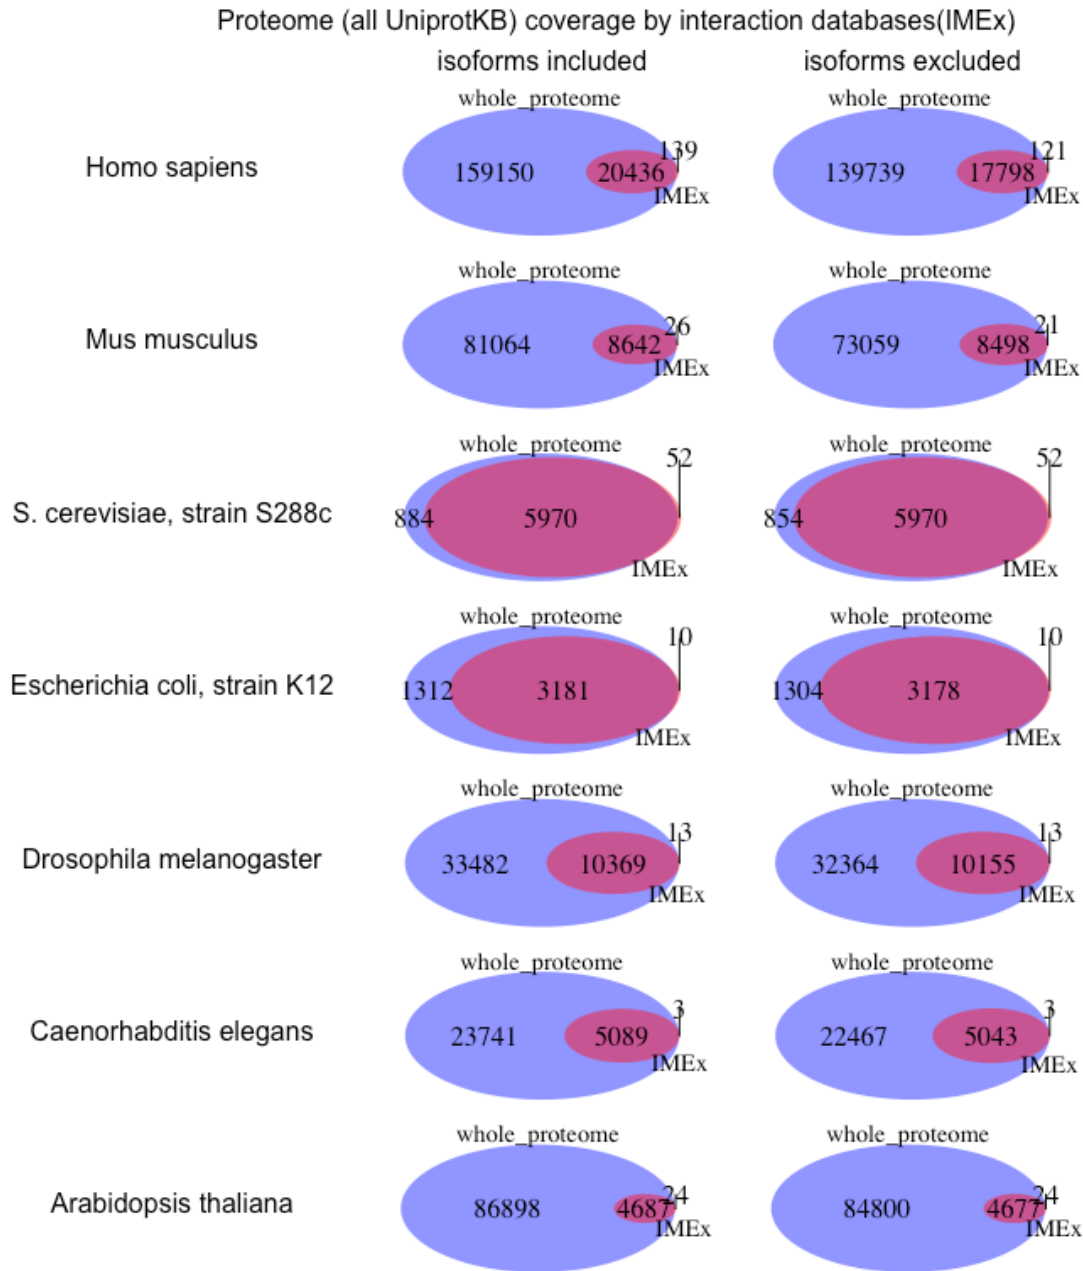 Proteome (all UniprotKB) coverage by interaction databases(IMEx)
isoforms included isoforms excluded
whole_proteome whole_proteome
139 121
Homo sapiens 159150 20436 139739 17798
IMEx IMEx
whole_proteome whole_proteome
26 21
Mus musculus 81064 8642 73059 8498
IMEx IMEx
whole_proteome whole_proteome
52 52
S. cerevisiae, strain S288c 884 5970 854 5970
IMEx IMEx
whole_proteome whole_proteome
10 10
Escherichia coli, strain K12 1312 3181 1304 3178
IMEx IMEx
whole_proteome whole_proteome
13 13
Drosophila melanogaster 33482 10369 32364 10155
IMEx IMEx
whole_proteome whole_proteome
3 3
Caenorhabditis elegans 23741 5089 22467 5043
IMEx IMEx
whole_proteome whole_proteome
24 24
Arabidopsis thaliana 86898 4687 84800 4677
IMEx IMEx